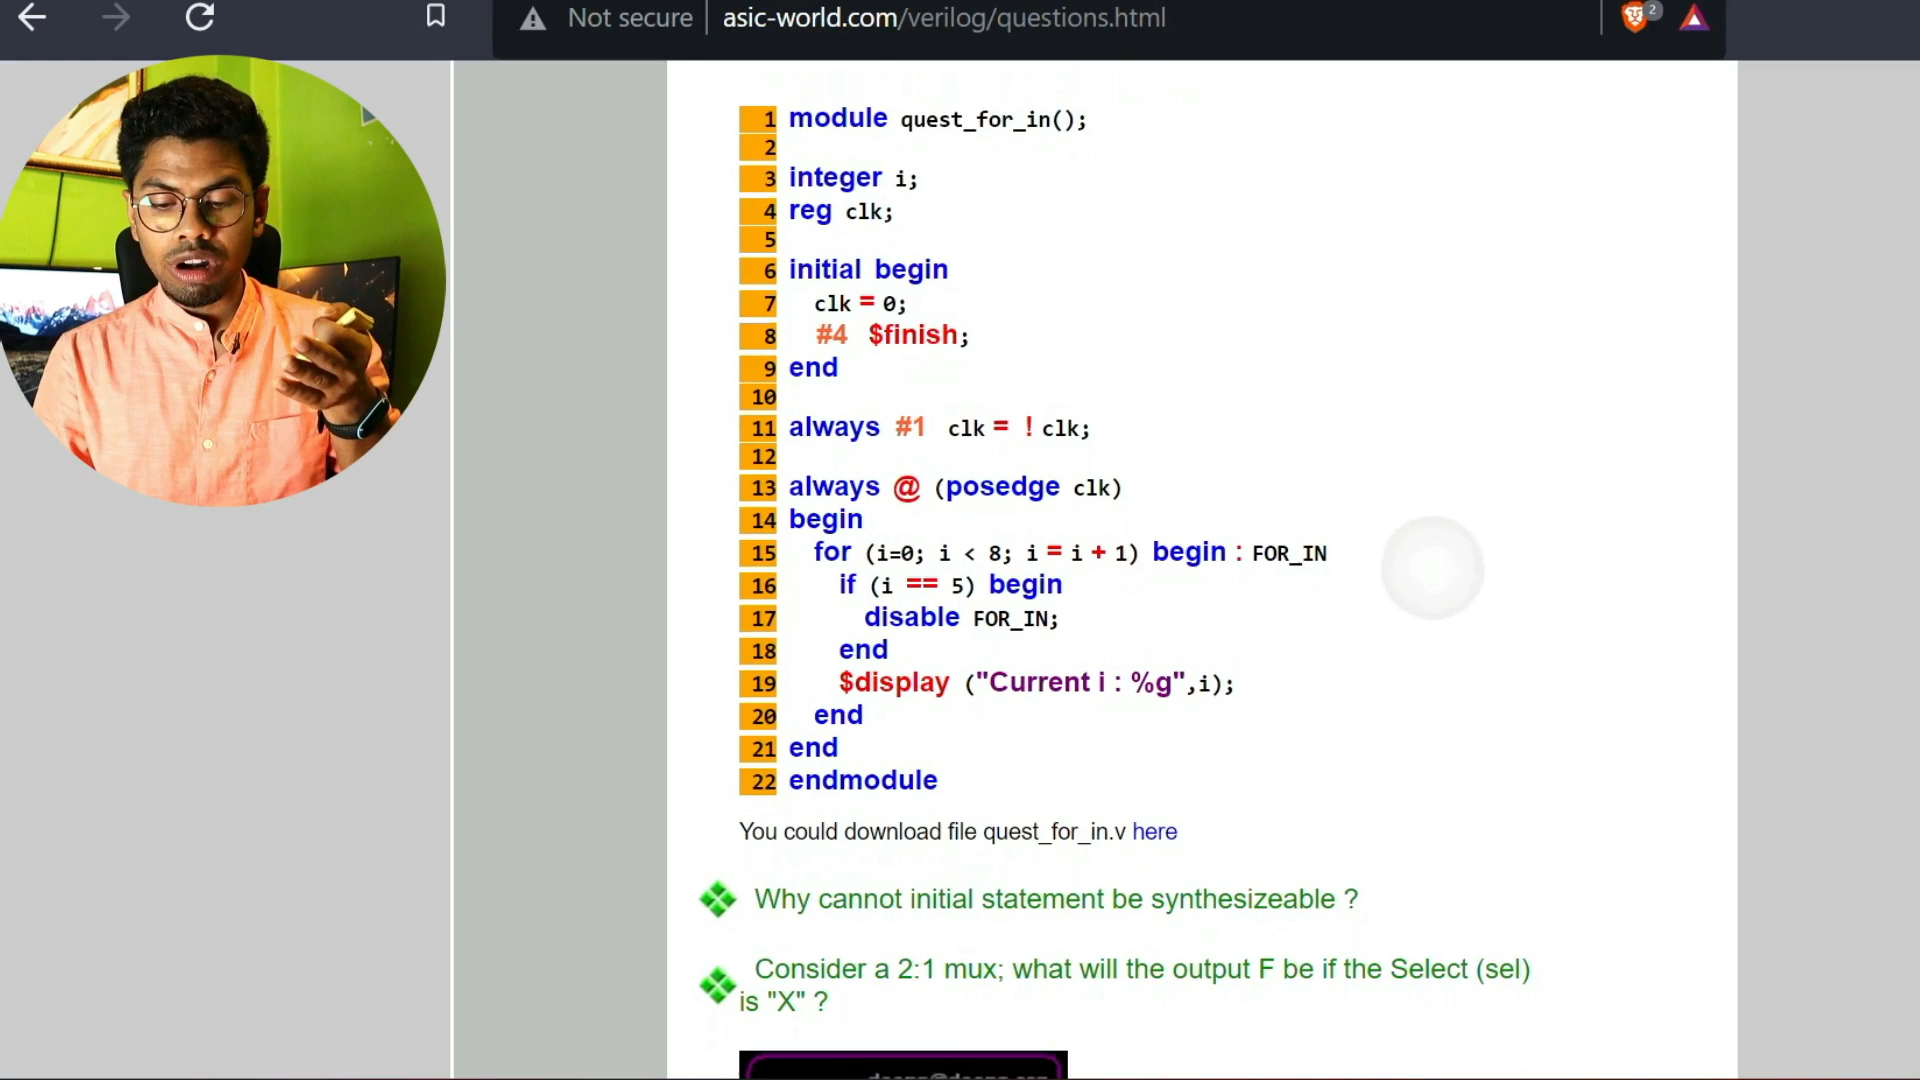 Not secure asic-world.com/verilog/questions.html 2
1 module quest_for_in();
2
3 integer i;
4 reg clk;
5
6 initial begin
7 clk = 0;
8 #4 $finish;
9 end
10
11 always #1 clk = ! clk;
12
13 always @ (posedge clk)
14 begin
15 for (i=0; i < 8; i = i + 1) begin : FOR_IN
16 if (i == 5) begin
17 disable FOR_IN;
18 end
19 $display ("Current i : %g",i);
20 end
21 end
22 endmodule
You could download file quest_for_in.v here
Why cannot initial statement be synthesizeable ?
Consider a 2:1 mux; what will the output F be if the Select (sel)
is "X" ?